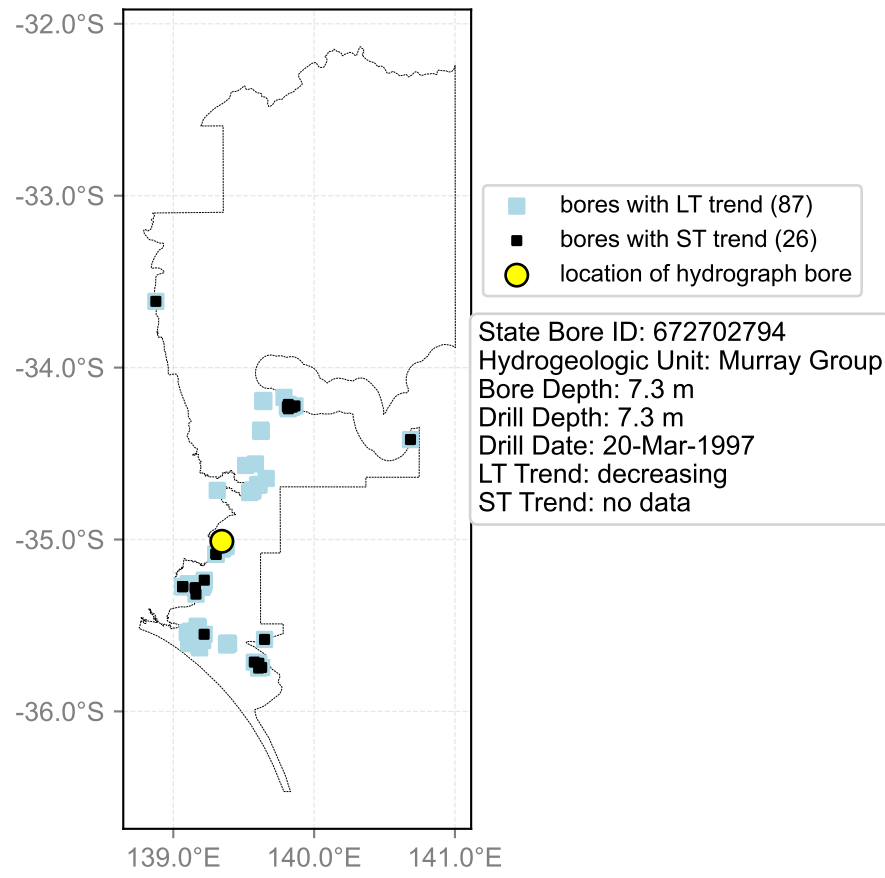 -32.0°S
-33.0°S
-34.0°S
-35.0°S
-36.0°S
139.0°E 140.0°E 141.0°E
bores with LT trend (87)
bores with ST trend (26)
location of hydrograph bore
State Bore ID: 672702794
Hydrogeologic Unit: Murray Group
Bore Depth: 7.3 m
Drill Depth: 7.3 m
Drill Date: 20-Mar-1997
LT Trend: decreasing
ST Trend: no data